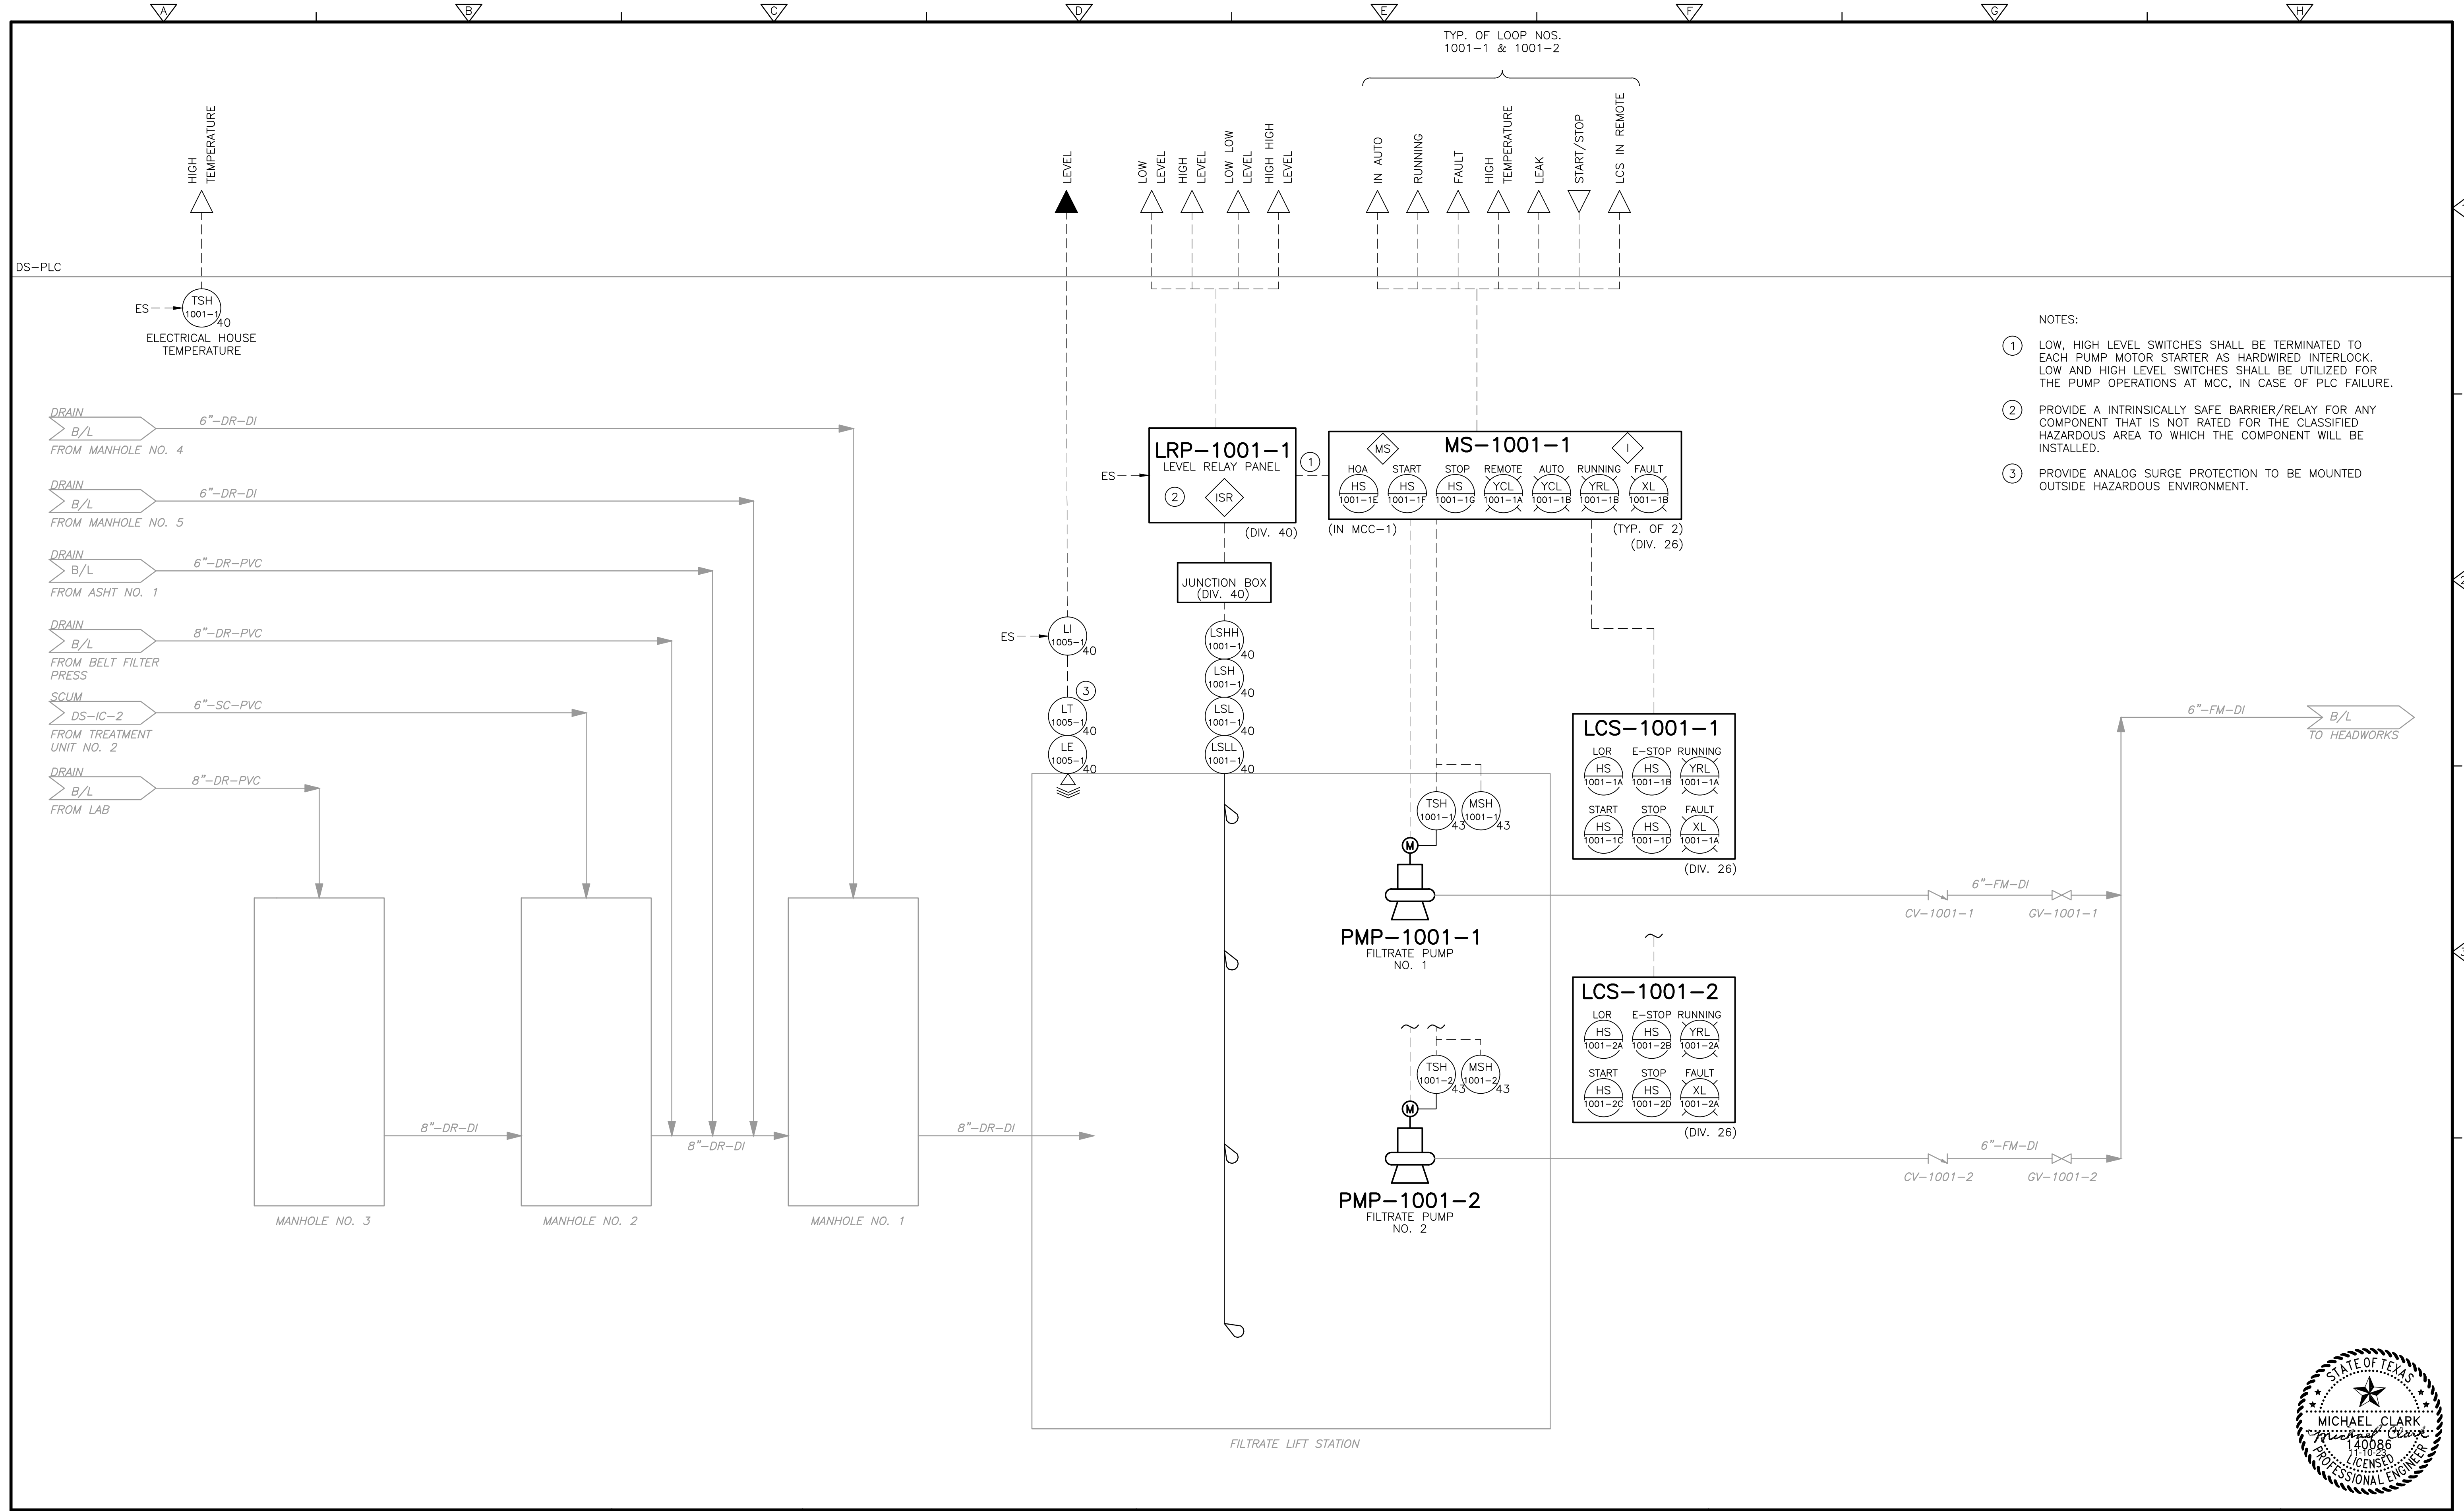 A
B
C
D
E
F
G
H
TYP. OF LOOP NOS.
1001-1 & 1001-2
HIGH
TEMPERATURE
LEVEL
LOW
LEVEL
HIGH
LEVEL
LOW LOW
LEVEL
HIGH HIGH
LEVEL
IN AUTO
RUNNING
FAULT
HIGH
TEMPERATURE
LEAK
START/STOP
LCS IN REMOTE
DS-PLC
ES
TSH
1001-1
40
ELECTRICAL HOUSE
TEMPERATURE
NOTES:
1
LOW, HIGH LEVEL SWITCHES SHALL BE TERMINATED TO
EACH PUMP MOTOR STARTER AS HARDWIRED INTERLOCK.
LOW AND HIGH LEVEL SWITCHES SHALL BE UTILIZED FOR
THE PUMP OPERATIONS AT MCC, IN CASE OF PLC FAILURE.
2
PROVIDE A INTRINSICALLY SAFE BARRIER/RELAY FOR ANY
COMPONENT THAT IS NOT RATED FOR THE CLASSIFIED
HAZARDOUS AREA TO WHICH THE COMPONENT WILL BE
INSTALLED.
3
PROVIDE ANALOG SURGE PROTECTION TO BE MOUNTED
OUTSIDE HAZARDOUS ENVIRONMENT.
DRAIN
B/L
FROM MANHOLE NO. 4
6"-DR-DI
DRAIN
B/L
FROM MANHOLE NO. 5
6"-DR-DI
DRAIN
B/L
FROM ASHT NO. 1
6"-DR-PVC
DRAIN
B/L
FROM BELT FILTER
PRESS
8"-DR-PVC
SCUM
DS-IC-2
FROM TREATMENT
UNIT NO. 2
6"-SC-PVC
DRAIN
B/L
FROM LAB
8"-DR-PVC
ES
LRP-1001-1
LEVEL RELAY PANEL
2
ISR
(DIV. 40)
1
MS
MS-1001-1
I
HOA START STOP REMOTE AUTO RUNNING FAULT
HS HS HS YCL YCL YRL XL
1001-1E 1001-1F 1001-1G 1001-1A 1001-1B 1001-1B 1001-1B
(IN MCC-1)
(TYP. OF 2)
(DIV. 26)
JUNCTION BOX
(DIV. 40)
ES
LI
1005-1
40
3
LT
1005-1
40
LE
1005-1
40
LSHH
1001-1
40
LSH
1001-1
40
LSL
1001-1
40
LSLL
1001-1
40
LCS-1001-1
LOR E-STOP RUNNING
HS HS YRL
1001-1A 1001-1B 1001-1A
START STOP FAULT
HS HS XL
1001-1C 1001-1D 1001-1A
(DIV. 26)
6"-FM-DI
B/L
TO HEADWORKS
TSH
1001-1
43
MSH
1001-1
43
M
PMP-1001-1
FILTRATE PUMP
NO. 1
6"-FM-DI
CV-1001-1
GV-1001-1
LCS-1001-2
LOR E-STOP RUNNING
HS HS YRL
1001-2A 1001-2B 1001-2A
START STOP FAULT
HS HS XL
1001-2C 1001-2D 1001-2A
(DIV. 26)
TSH
1001-2
43
MSH
1001-2
43
M
PMP-1001-2
FILTRATE PUMP
NO. 2
6"-FM-DI
CV-1001-2
GV-1001-2
8"-DR-DI
8"-DR-DI
8"-DR-DI
MANHOLE NO. 3
MANHOLE NO. 2
MANHOLE NO. 1
FILTRATE LIFT STATION
STATE OF TEXAS
MICHAEL CLARK
Michael Clark
140086
11-10-23
LICENSED
PROFESSIONAL ENGINEER